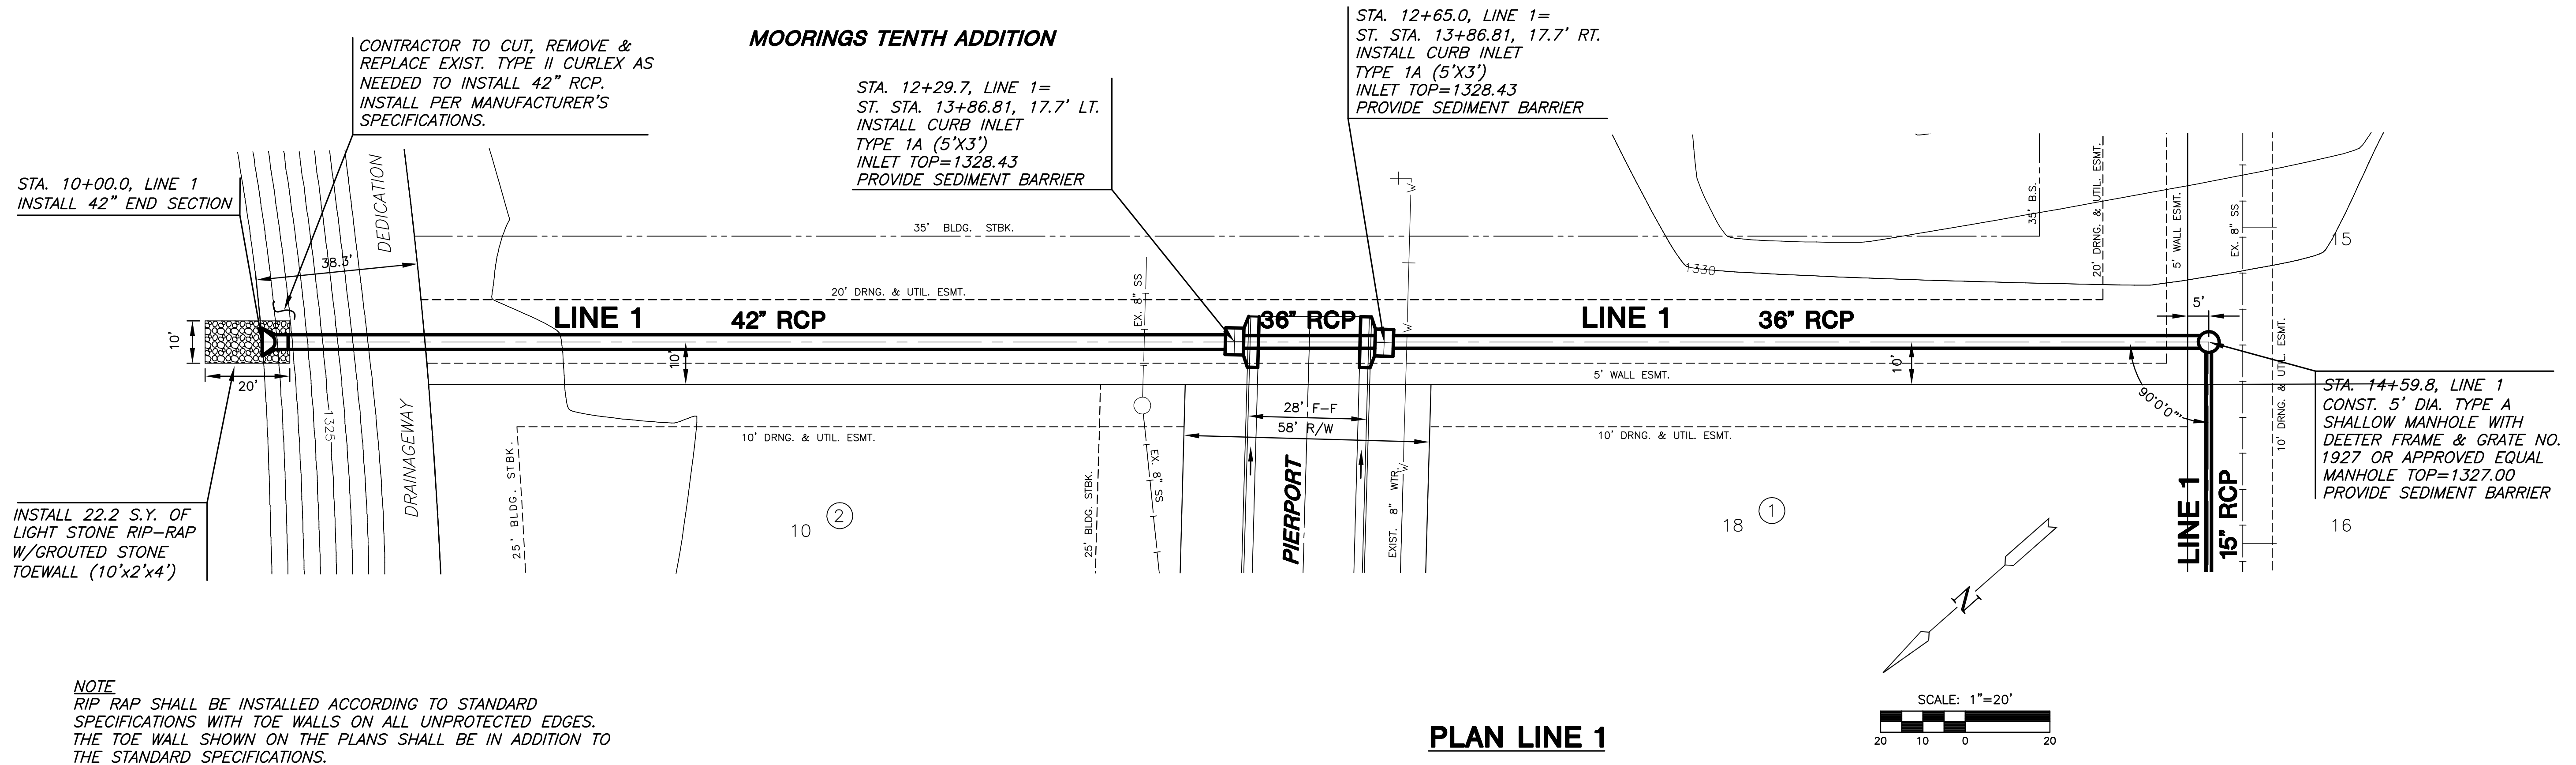 MOORINGS TENTH ADDITION
CONTRACTOR TO CUT, REMOVE &
REPLACE EXIST. TYPE II CURLEX AS
NEEDED TO INSTALL 42" RCP.
INSTALL PER MANUFACTURER'S
SPECIFICATIONS.
STA. 12+29.7, LINE 1=
ST. STA. 13+86.81, 17.7' LT.
INSTALL CURB INLET
TYPE 1A (5'X3')
INLET TOP=1328.43
PROVIDE SEDIMENT BARRIER
STA. 12+65.0, LINE 1=
ST. STA. 13+86.81, 17.7' RT.
INSTALL CURB INLET
TYPE 1A (5'X3')
INLET TOP=1328.43
PROVIDE SEDIMENT BARRIER
STA. 10+00.0, LINE 1
INSTALL 42" END SECTION
DEDICATION
38.3'
35' BLDG. STBK.
20' DRNG. & UTIL. ESMT.
EX. 8" SS
W
W
1330
35' B.S.
20' DRNG. & UTIL. ESMT.
5' WALL ESMT.
EX. 8" SS
15
5'
LINE 1
42" RCP
36" RCP
LINE 1
36" RCP
10'
20'
10'
10'
5' WALL ESMT.
90°0'0"
10' DRNG. & UTIL. ESMT.
STA. 14+59.8, LINE 1
CONST. 5' DIA. TYPE A
SHALLOW MANHOLE WITH
DEETER FRAME & GRATE NO.
1927 OR APPROVED EQUAL
MANHOLE TOP=1327.00
PROVIDE SEDIMENT BARRIER
1325
DRAINAGEWAY
28' F-F
58' R/W
10' DRNG. & UTIL. ESMT.
10' DRNG. & UTIL. ESMT.
25' BLDG. STBK.
25' BLDG. STBK.
EX. 8" SS
PIERPORT
EXIST. 8" WTR.
W
10
2
18
1
LINE 1
15" RCP
16
INSTALL 22.2 S.Y. OF
LIGHT STONE RIP-RAP
W/GROUTED STONE
TOEWALL (10'x2'x4')
N
NOTE
RIP RAP SHALL BE INSTALLED ACCORDING TO STANDARD
SPECIFICATIONS WITH TOE WALLS ON ALL UNPROTECTED EDGES.
THE TOE WALL SHOWN ON THE PLANS SHALL BE IN ADDITION TO
THE STANDARD SPECIFICATIONS.
PLAN LINE 1
SCALE: 1"=20'
20 10 0 20